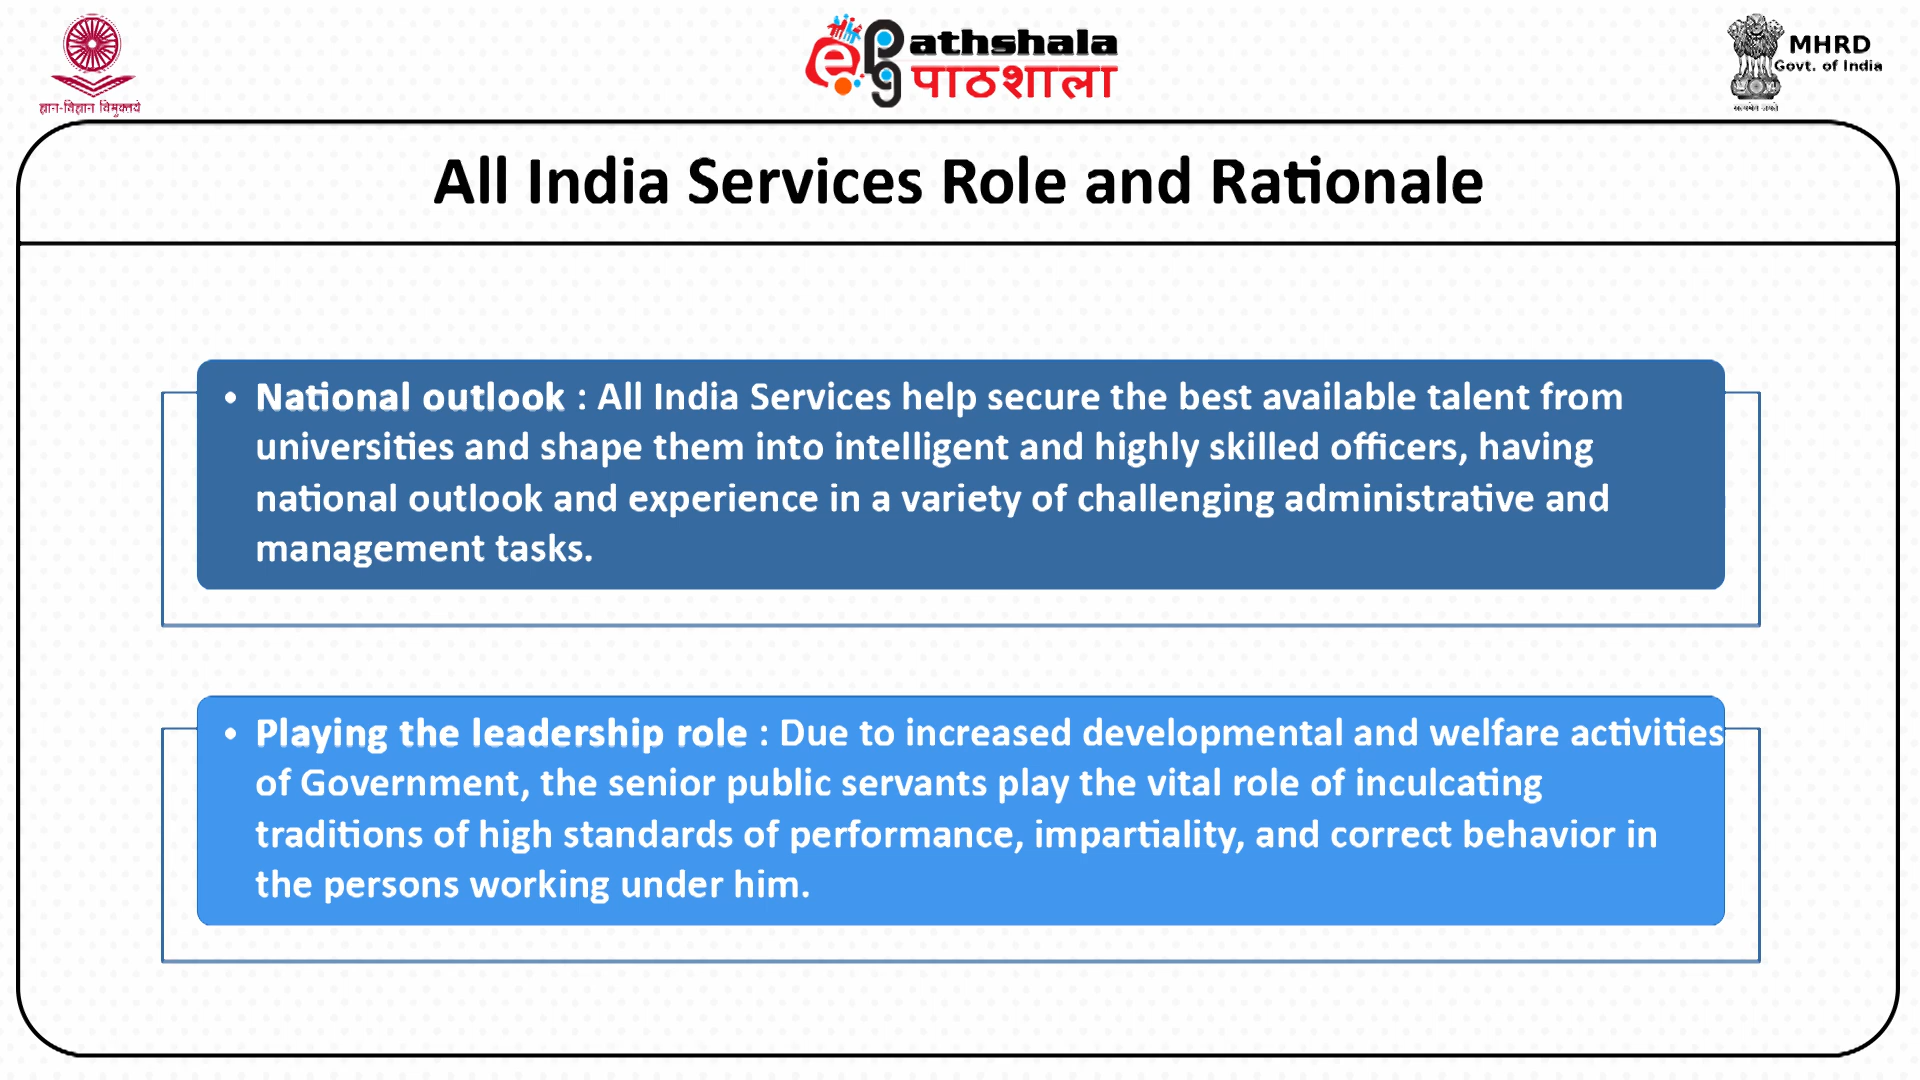 ज्ञान-विज्ञान विमुक्तये
ePG athshala
पाठशाला
MHRD
Govt. of India
सत्यमेव जयते
All India Services Role and Rationale
• National outlook : All India Services help secure the best available talent from
universities and shape them into intelligent and highly skilled officers, having
national outlook and experience in a variety of challenging administrative and
management tasks.
• Playing the leadership role : Due to increased developmental and welfare activities
of Government, the senior public servants play the vital role of inculcating
traditions of high standards of performance, impartiality, and correct behavior in
the persons working under him.